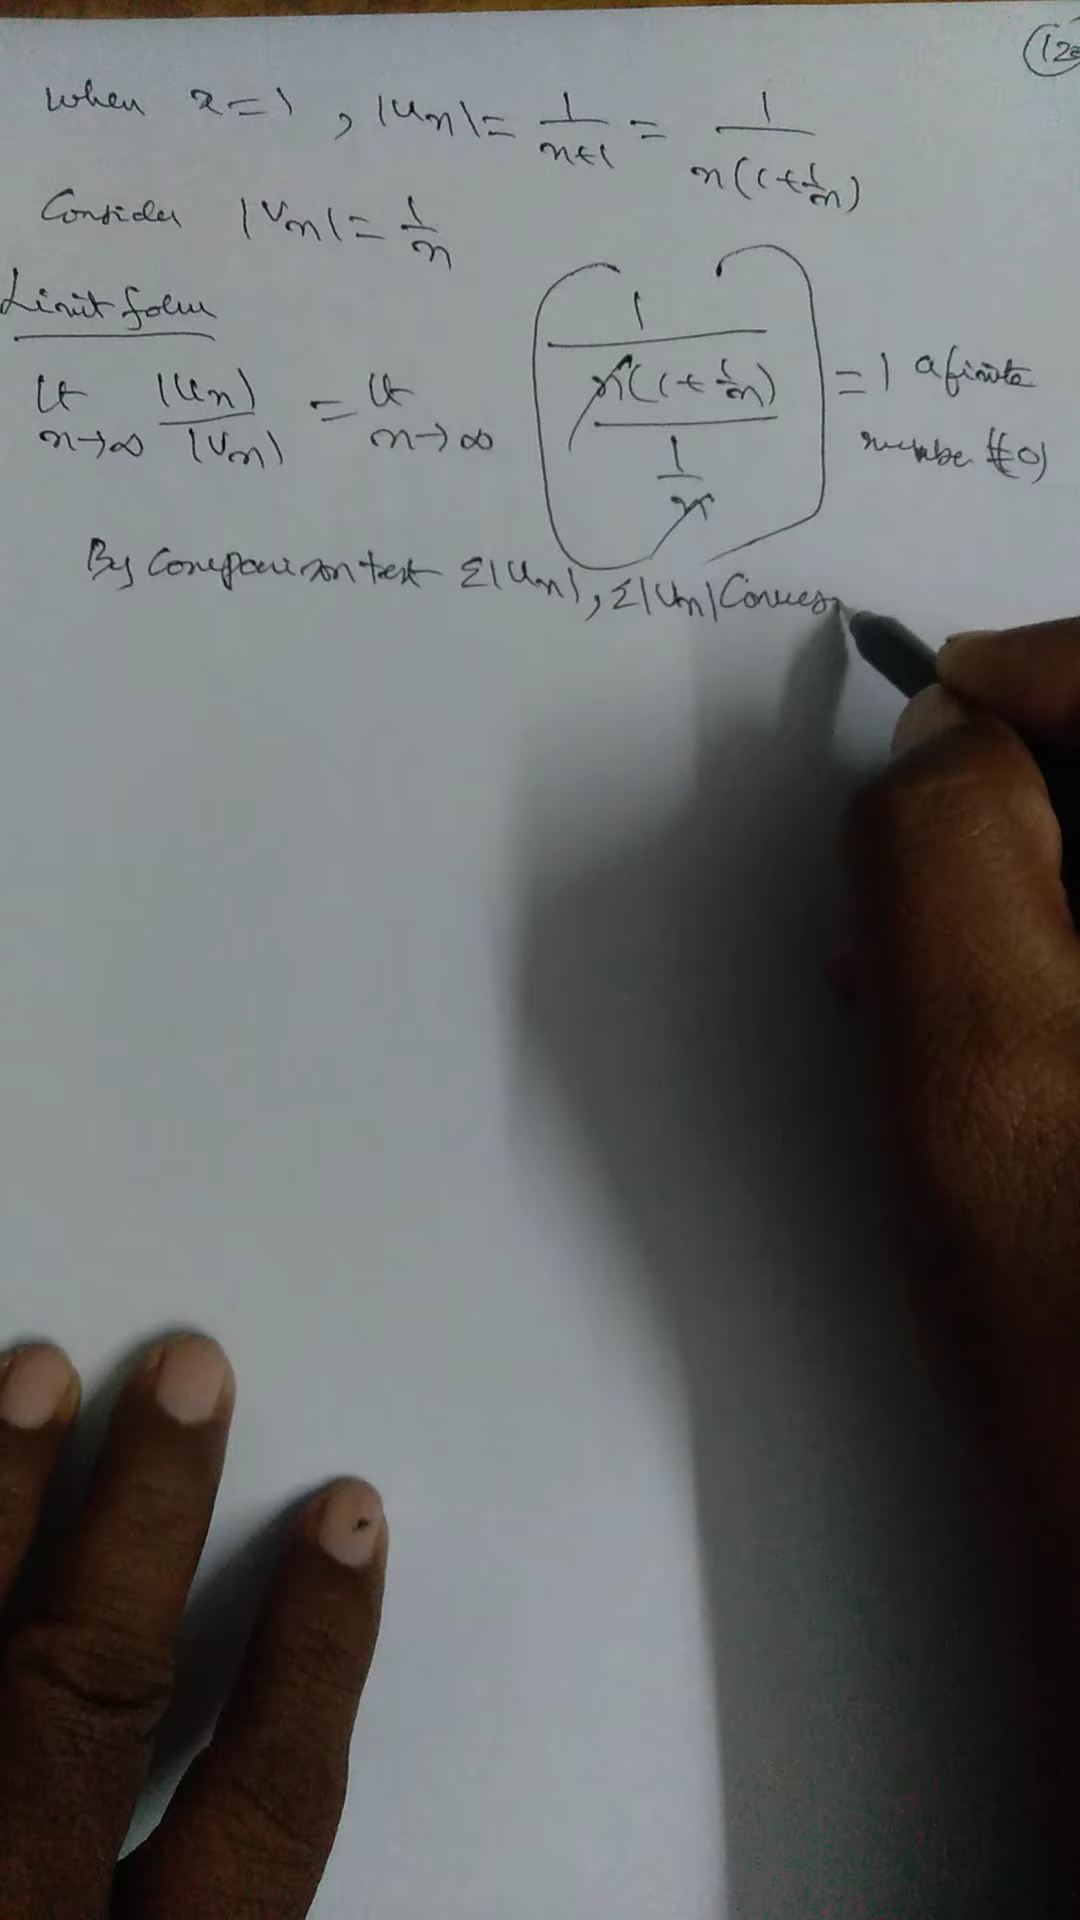 (12
When x=1, |un|= 1/n+1 = 1/n(1+1/n)
Consider |Vn|= 1/n
Limit form
Lt n→∞ |un|/|Vn| = Lt n→∞ ( 1/n(1+1/n) / 1/n ) = 1 a finite
number (≠0)
By Comparison test Σ|un|, Σ|Vn| Conver